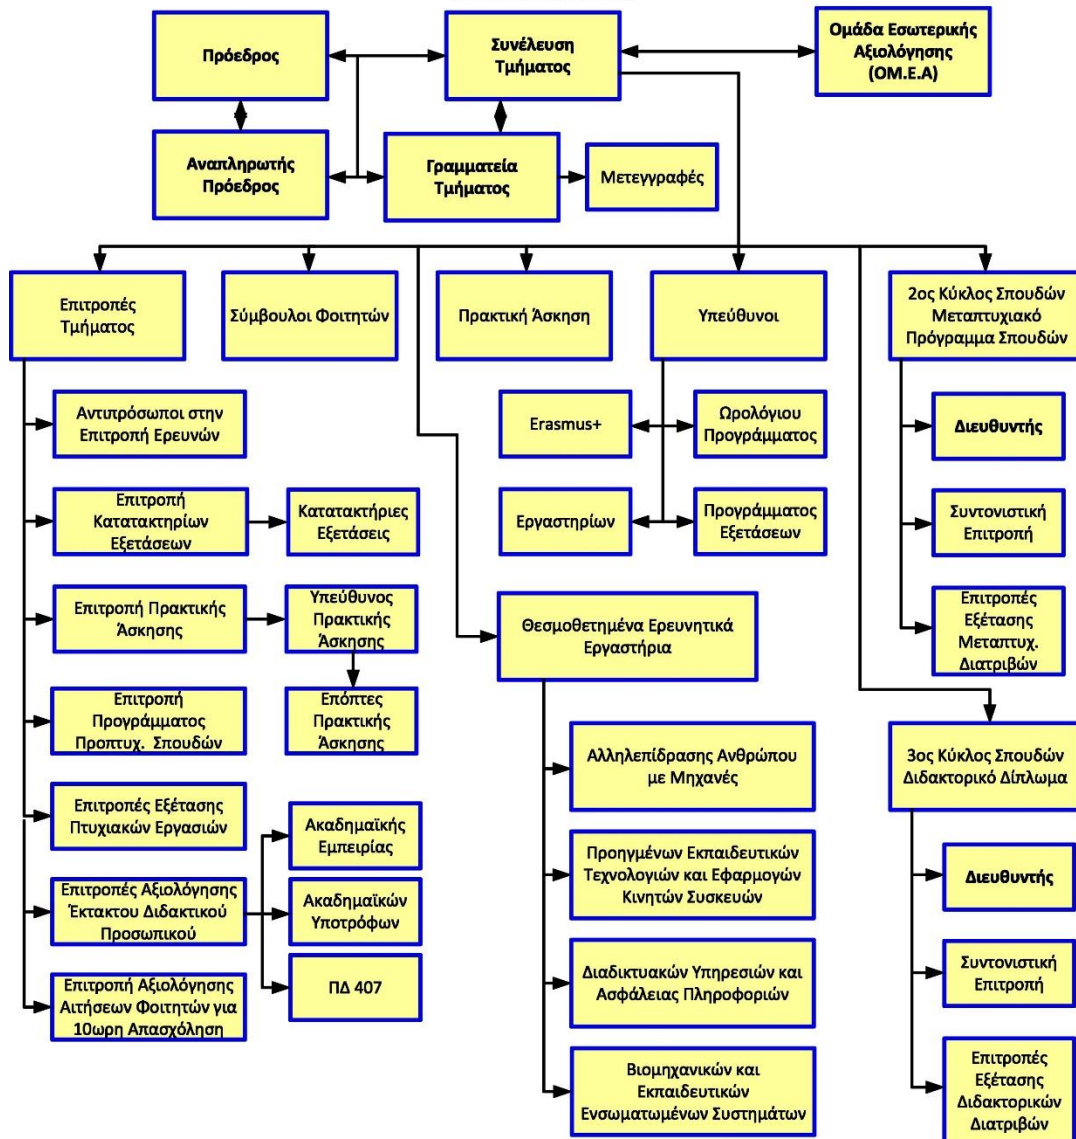 Πρόεδρος
Συνέλευση
Τμήματος
Ομάδα Εσωτερικής
Αξιολόγησης
(ΟΜ.Ε.Α)
Αναπληρωτής
Πρόεδρος
Γραμματεία
Τμήματος
Μετεγγραφές
Επιτροπές
Τμήματος
Σύμβουλοι Φοιτητών
Πρακτική Άσκηση
Υπεύθυνοι
2ος Κύκλος Σπουδών
Μεταπτυχιακό
Πρόγραμμα Σπουδών
Αντιπρόσωποι στην
Επιτροπή Ερευνών
Επιτροπή
Κατατακτηρίων
Εξετάσεων
Κατατακτήριες
Εξετάσεις
Επιτροπή Πρακτικής
Άσκησης
Υπεύθυνος
Πρακτικής
Άσκησης
Επόπτες
Πρακτικής
Άσκησης
Επιτροπή
Προγράμματος
Προπτυχ. Σπουδών
Επιτροπές Εξέτασης
Πτυχιακών Εργασιών
Επιτροπές Αξιολόγησης
Έκτακτου Διδακτικού
Προσωπικού
Ακαδημαϊκής
Εμπειρίας
Ακαδημαϊκών
Υποτρόφων
ΠΔ 407
Επιτροπή Αξιολόγησης
Αιτήσεων Φοιτητών για
10ωρη Απασχόληση
Erasmus+
Ωρολόγιου
Προγράμματος
Εργαστηρίων
Προγράμματος
Εξετάσεων
Θεσμοθετημένα Ερευνητικά
Εργαστήρια
Αλληλεπίδρασης Ανθρώπου
με Μηχανές
Προηγμένων Εκπαιδευτικών
Τεχνολογιών και Εφαρμογών
Κινητών Συσκευών
Διαδικτυακών Υπηρεσιών και
Ασφάλειας Πληροφοριών
Βιομηχανικών και
Εκπαιδευτικών
Ενσωματωμένων Συστημάτων
Διευθυντής
Συντονιστική
Επιτροπή
Επιτροπές
Εξέτασης
Μεταπτυχ.
Διατριβών
3ος Κύκλος Σπουδών
Διδακτορικό Δίπλωμα
Διευθυντής
Συντονιστική
Επιτροπή
Επιτροπές
Εξέτασης
Διδακτορικών
Διατριβών